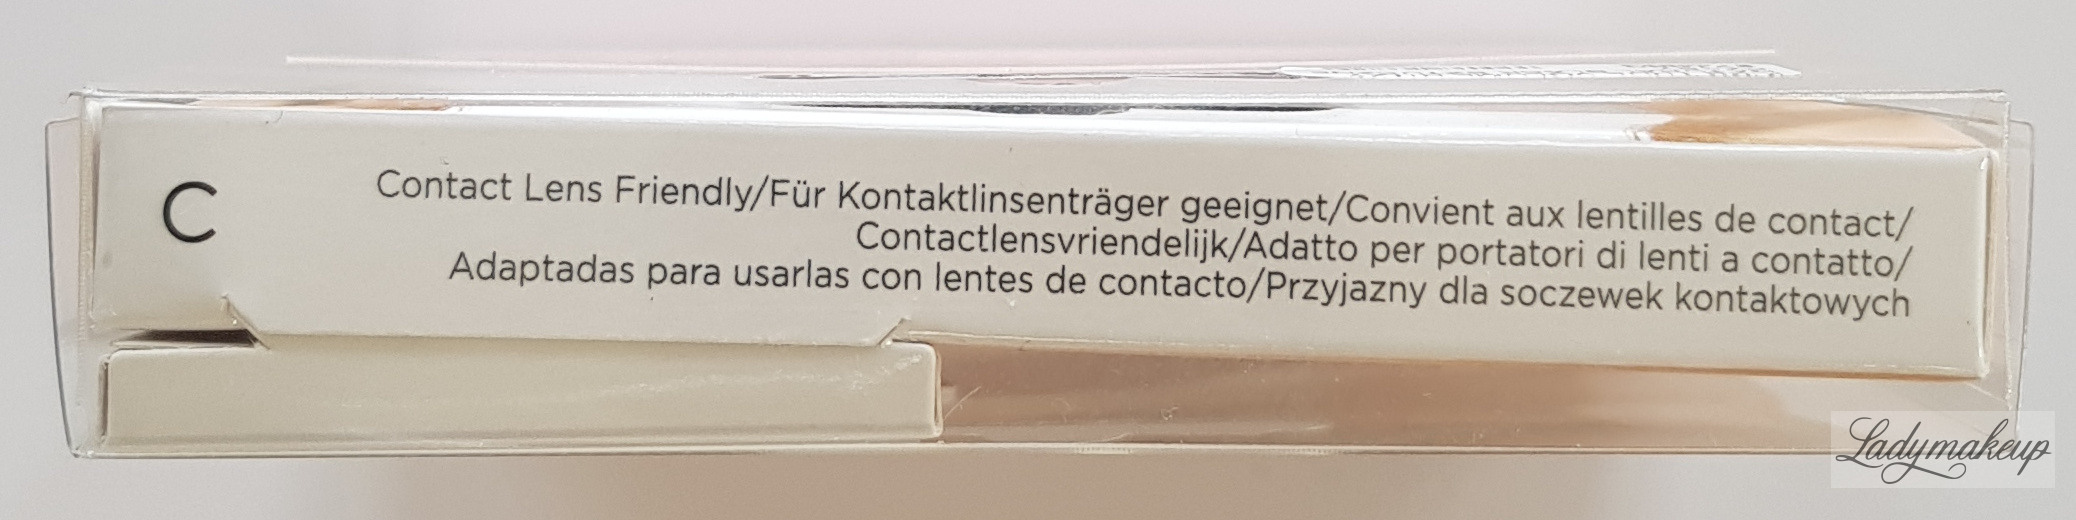 C
Contact Lens Friendly/Für Kontaktlinsenträger geeignet/Convient aux lentilles de contact/
Contactlensvriendelijk/Adatto per portatori di lenti a contatto/
Adaptadas para usarlas con lentes de contacto/Przyjazny dla soczewek kontaktowych
Ladymakeup